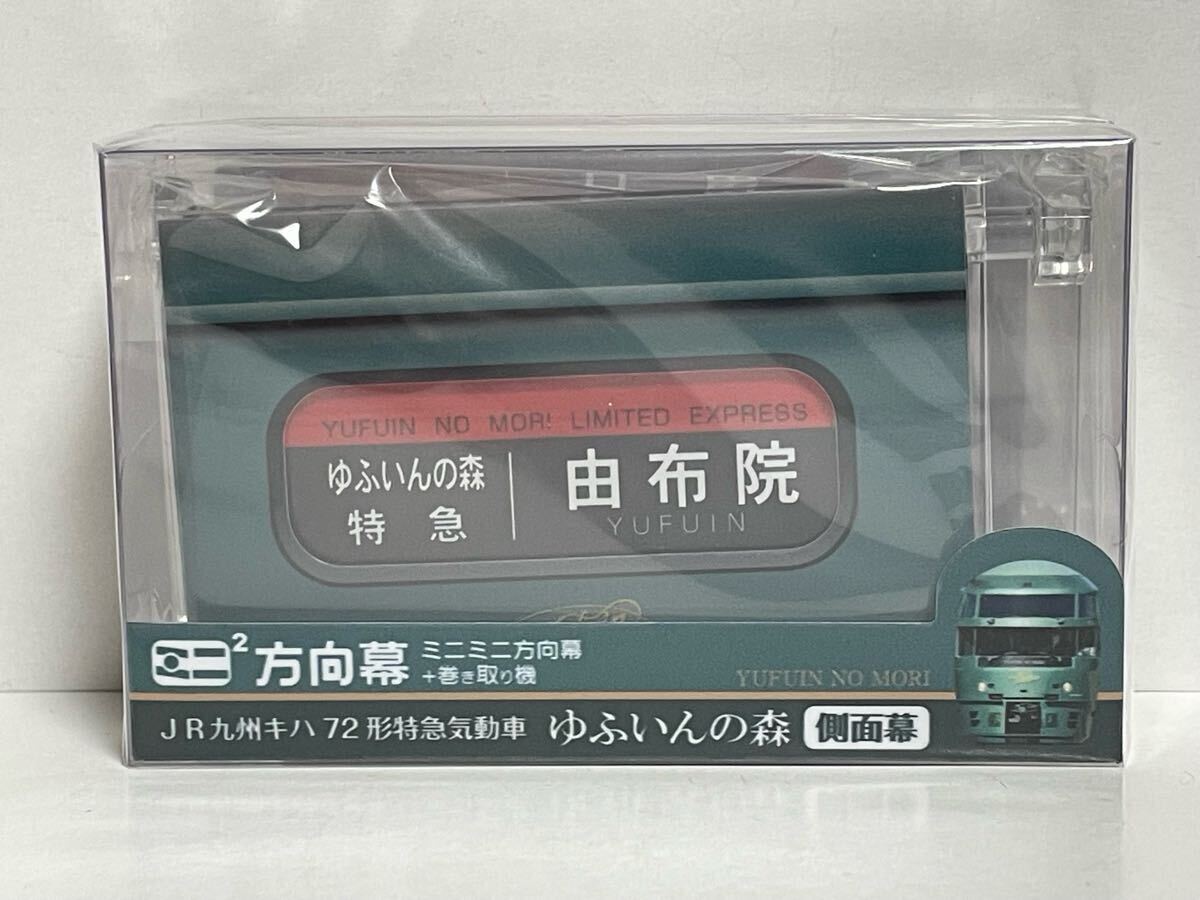 YUFUIN NO MORI LIMITED EXPRESS
ゆふいんの森
特急
由布院
YUFUIN
2
方向幕
ミニミニ方向幕
+巻き取り機
YUFUIN NO MORI
JR九州キハ72形特急気動車 ゆふいんの森 側面幕